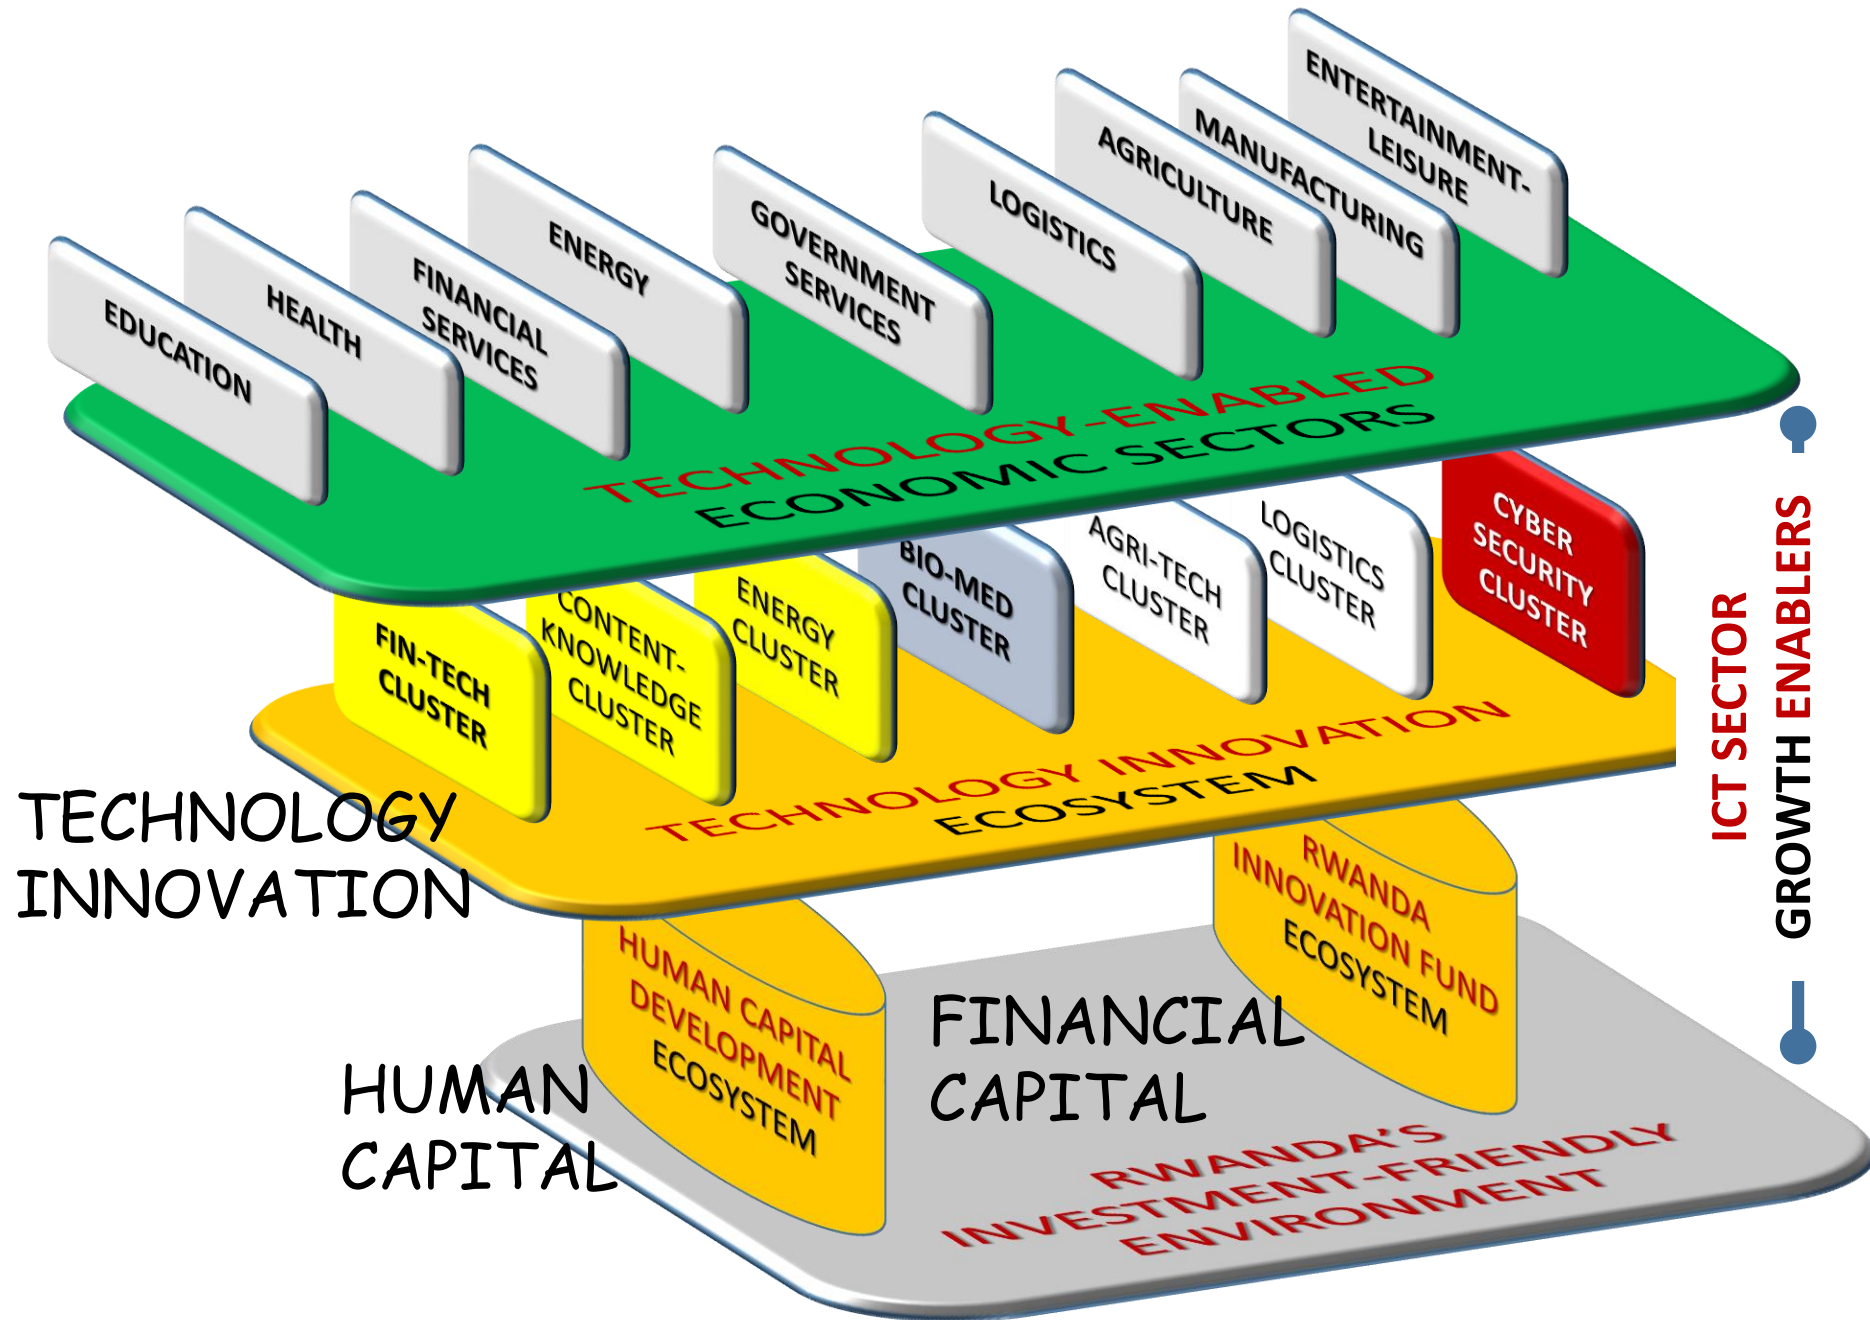 ENTERTAINMENT-
LEISURE
MANUFACTURING
AGRICULTURE
LOGISTICS
GOVERNMENT
SERVICES
ENERGY
FINANCIAL
SERVICES
HEALTH
EDUCATION
TECHNOLOGY-ENABLED
ECONOMIC SECTORS
FIN-TECH
CLUSTER
CONTENT-
KNOWLEDGE
CLUSTER
ENERGY
CLUSTER
BIO-MED
CLUSTER
AGRI-TECH
CLUSTER
LOGISTICS
CLUSTER
CYBER
SECURITY
CLUSTER
TECHNOLOGY INNOVATION
ECOSYSTEM
TECHNOLOGY
INNOVATION
HUMAN CAPITAL
DEVELOPMENT
ECOSYSTEM
RWANDA
INNOVATION FUND
ECOSYSTEM
HUMAN
CAPITAL
FINANCIAL
CAPITAL
RWANDA'S
INVESTMENT-FRIENDLY
ENVIRONMENT
ICT SECTOR
GROWTH ENABLERS